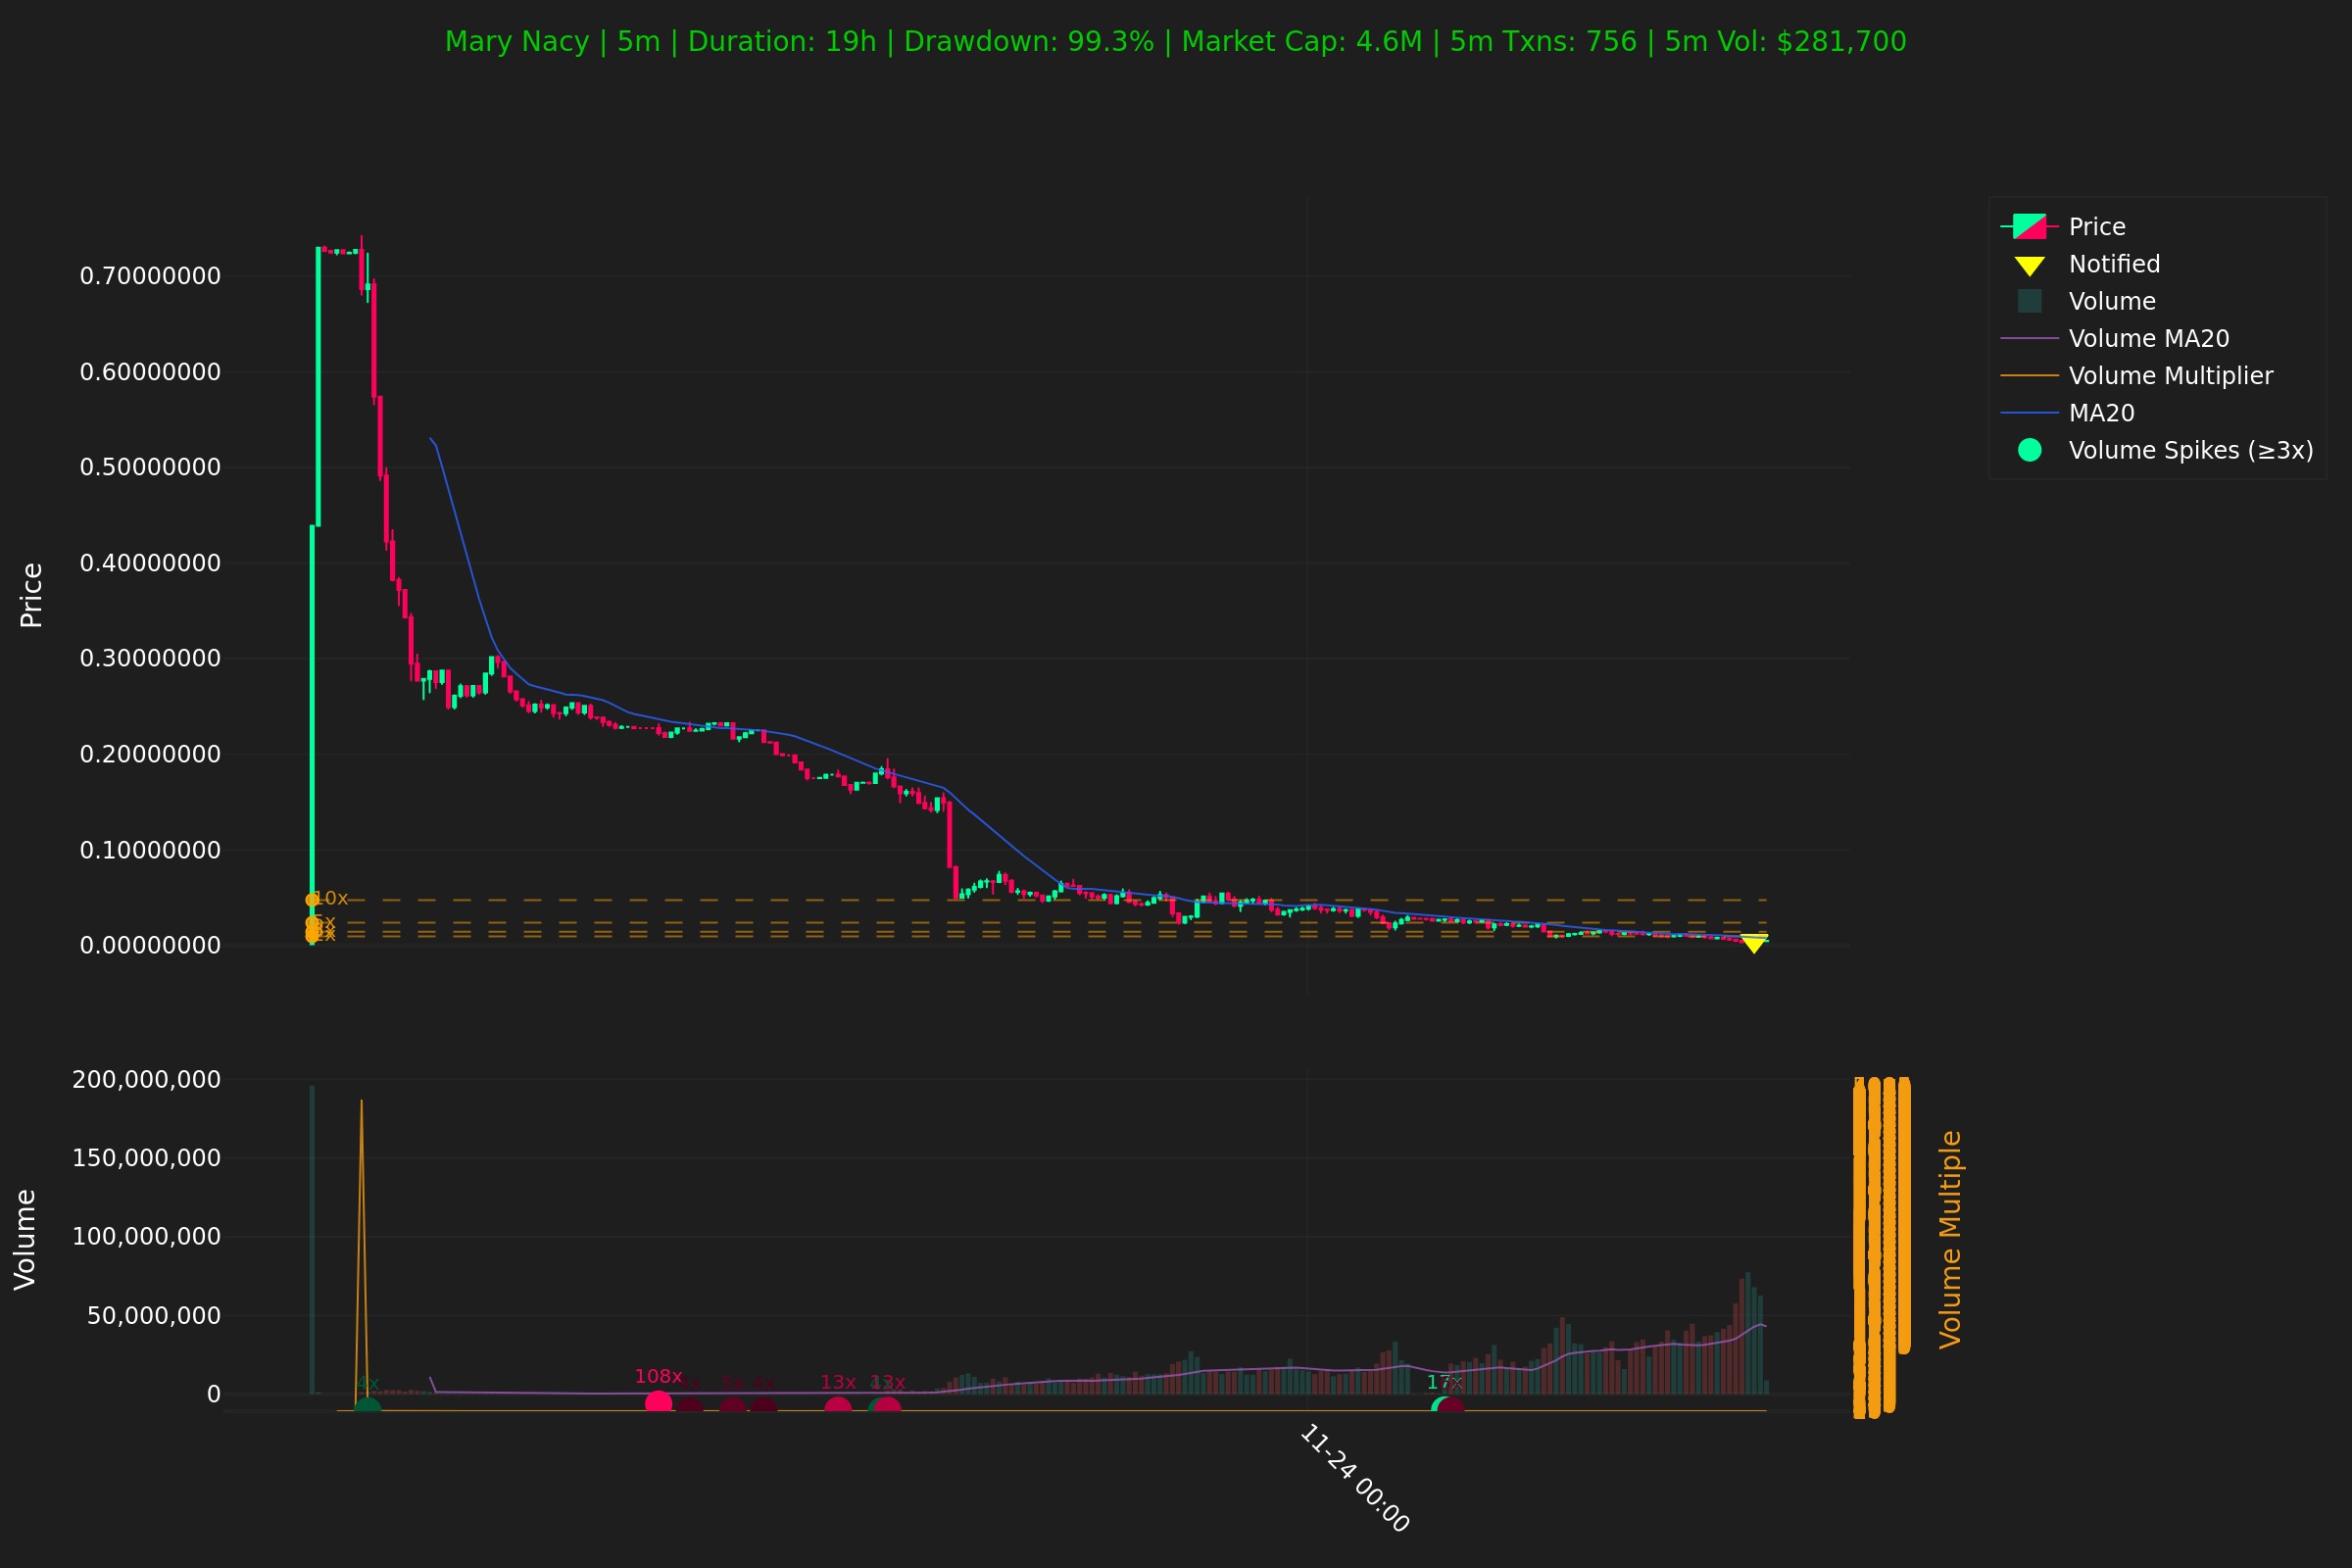 Mary Nacy | 5m | Duration: 19h | Drawdown: 99.3% | Market Cap: 4.6M | 5m Txns: 756 | 5m Vol: $281,700
Price
Notified
Volume
Volume MA20
Volume Multiplier
MA20
Volume Spikes (≥3x)
Price
0.70000000
0.60000000
0.50000000
0.40000000
0.30000000
0.20000000
0.10000000
0.00000000
10x
5x
Volume
200,000,000
150,000,000
100,000,000
50,000,000
0
4x
108x
13x
13x
17x
Volume Multiple
11-24 00:00